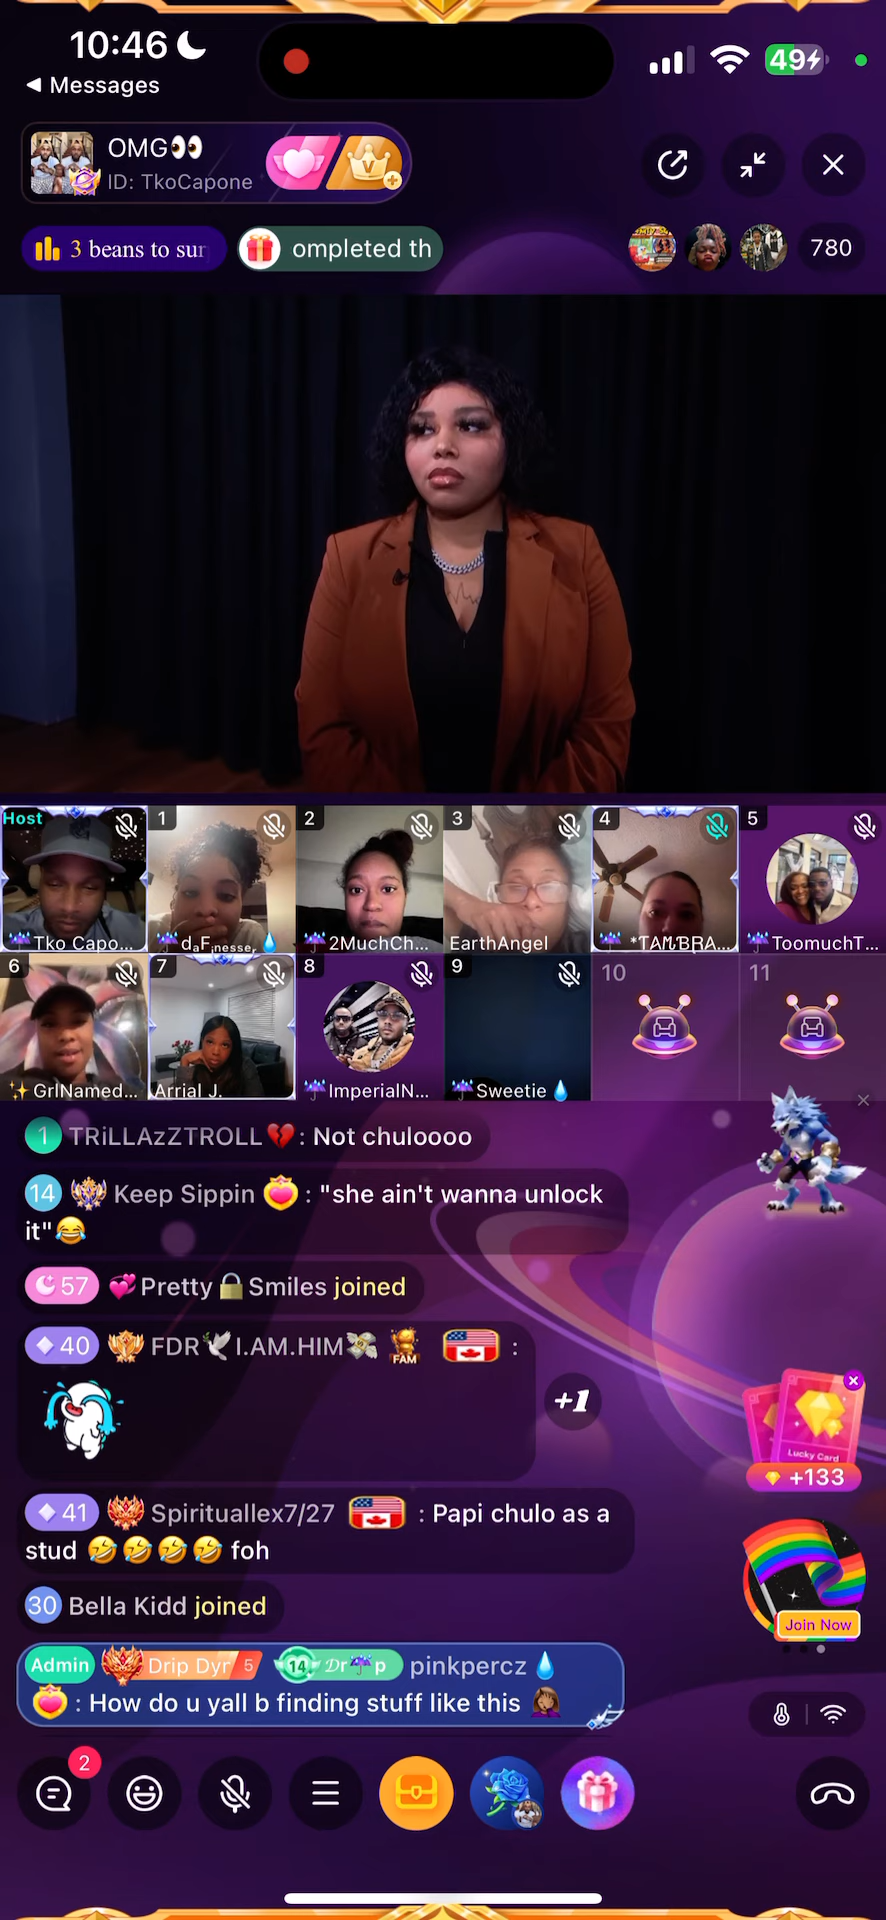 10:46
49
Messages
OMG👀
ID: TkoCapone
3 beans to sur
ompleted th
780
Host
1
2
3
4
5
Tko Capo...
dₐFᵢnesseᵣ 💧
2MuchCh...
EarthAngel
*TAMBRA...
ToomuchT...
6
7
8
9
10
11
✨ GrlNamed...
Arrial J.
ImperialN...
Sweetie 💧
1 TRiLLAzZTROLL💔: Not chuloooo
14 Keep Sippin : "she ain't wanna unlock
it"😂
57 💞Pretty🔒Smiles joined
40 FDR🕊I.AM.HIM💸 FAM :
+1
Lucky Card
+133
41 Spirituallex7/27 : Papi chulo as a
stud 🤣🤣🤣🤣 foh
30 Bella Kidd joined
Join Now
Admin Drip Dyr 5 14 Dr☔p pinkpercz 💧
: How do u yall b finding stuff like this 🤦🏾‍♀️
2